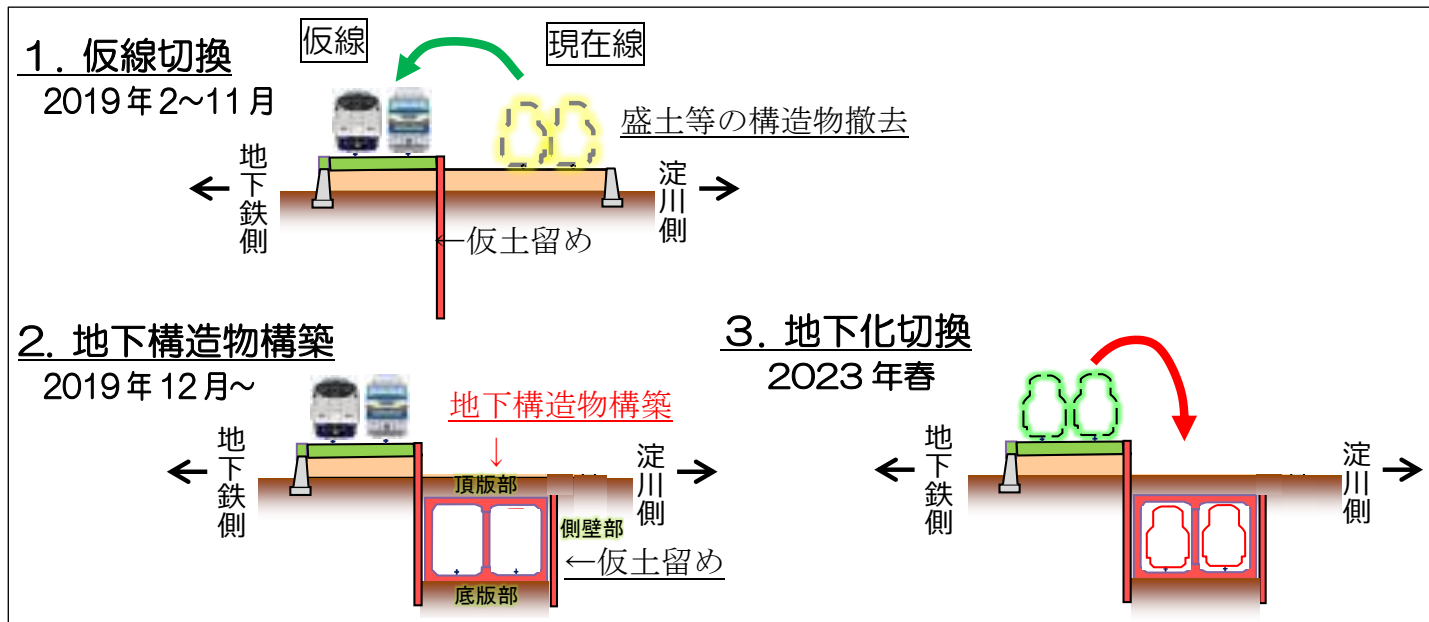 1. 仮線切換
2019年2~11月
仮線
現在線
盛土等の構造物撤去
地下鉄側
淀川側
←仮土留め
2. 地下構造物構築
2019年12月~
地下構造物構築
↓
地下鉄側
淀川側
頂版部
側壁部
←仮土留め
底版部
3. 地下化切換
2023年春
地下鉄側
淀川側